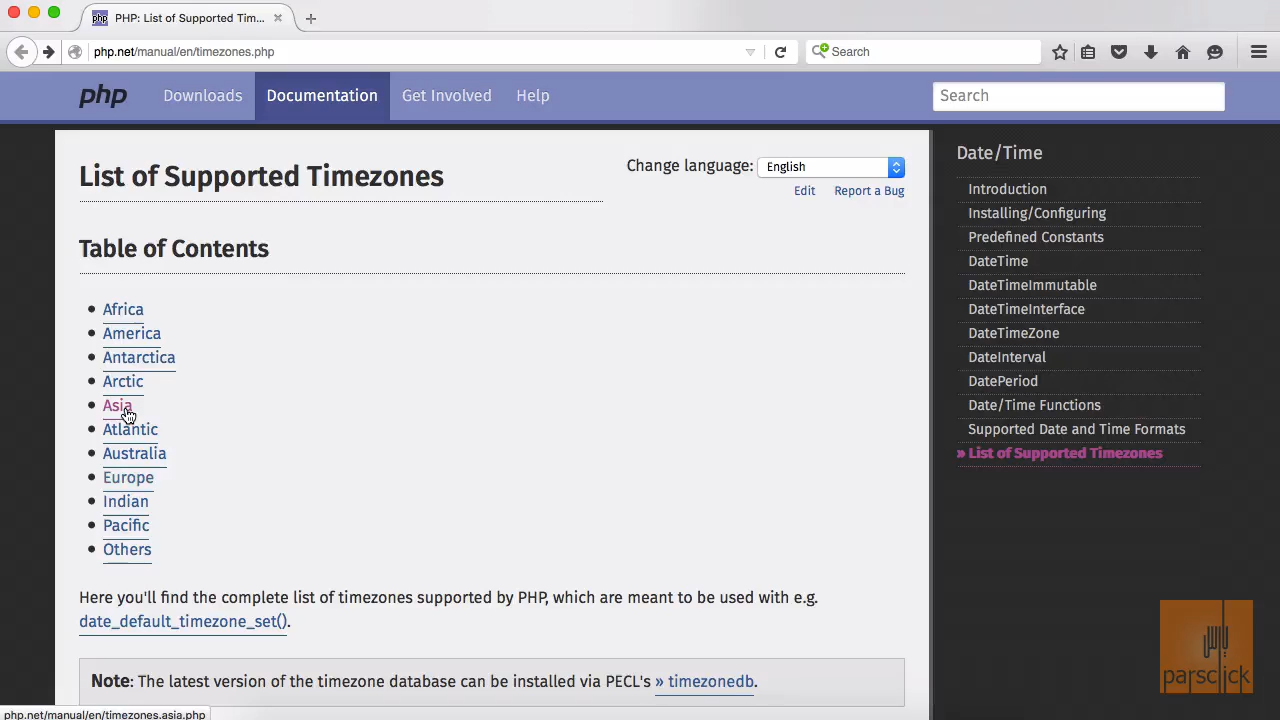 PHP: List of Supported Tim...
php.net/manual/en/timezones.php
Search
php
Downloads
Documentation
Get Involved
Help
Search
List of Supported Timezones
Change language:
English
Edit
Report a Bug
Table of Contents
Africa
America
Antarctica
Arctic
Asia
Atlantic
Australia
Europe
Indian
Pacific
Others
Here you'll find the complete list of timezones supported by PHP, which are meant to be used with e.g.
date_default_timezone_set().
Note: The latest version of the timezone database can be installed via PECL's » timezonedb.
Date/Time
Introduction
Installing/Configuring
Predefined Constants
DateTime
DateTimeImmutable
DateTimeInterface
DateTimeZone
DateInterval
DatePeriod
Date/Time Functions
Supported Date and Time Formats
» List of Supported Timezones
parsclick
php.net/manual/en/timezones.asia.php